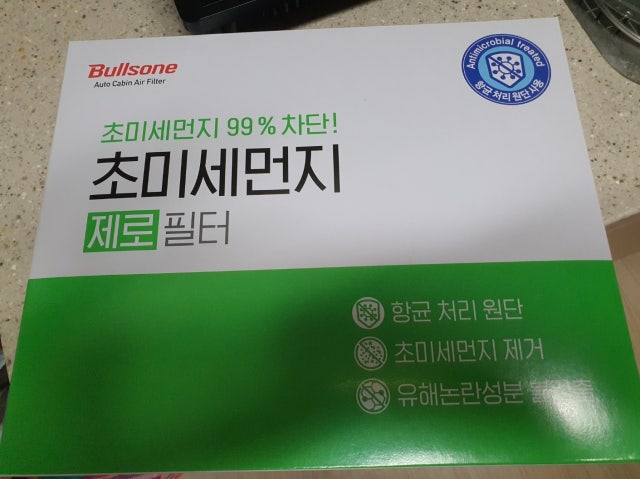 Bullsone
Auto Cabin Air Filter
Antimicrobial treated
항균 처리 원단 사용
초미세먼지 99% 차단!
초미세먼지
제로 필터
항균 처리 원단
초미세먼지 제거
유해논란성분